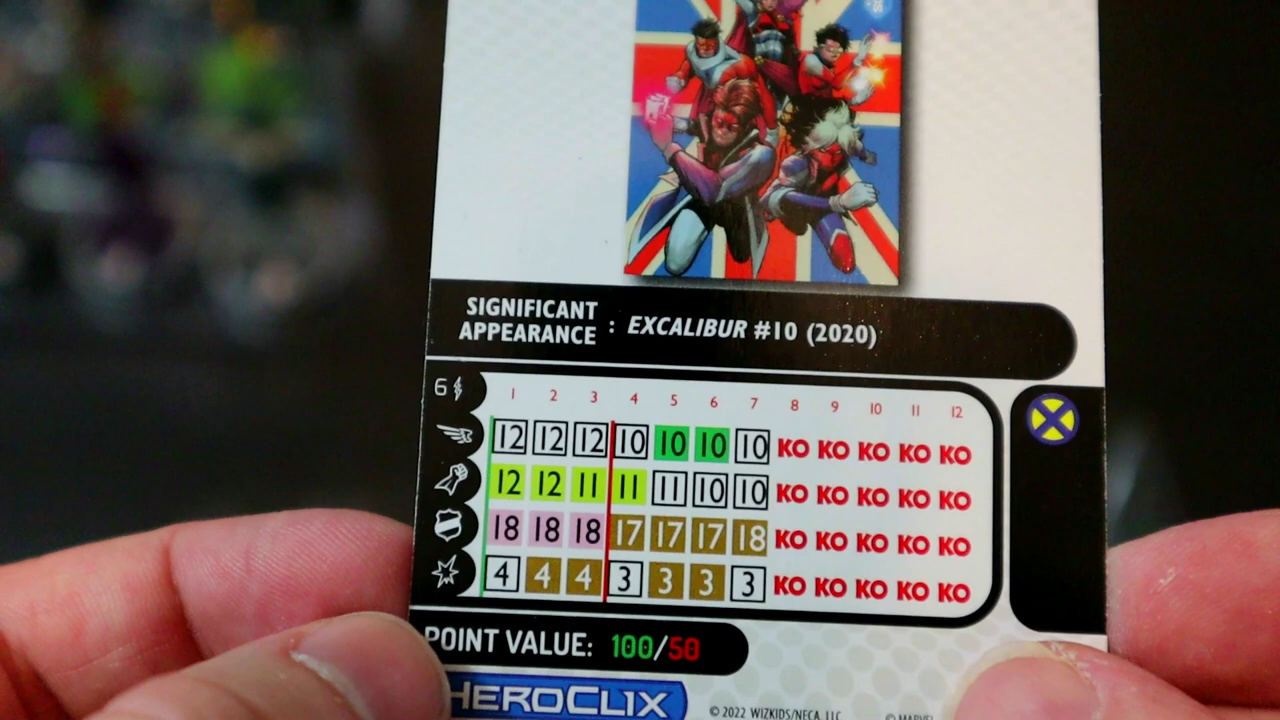 SIGNIFICANT
APPEARANCE : EXCALIBUR #10 (2020)
6 1 2 3 4 5 6 7 8 9 10 11 12
12 12 12 10 10 10 10 KO KO KO KO KO
12 12 11 11 11 10 10 KO KO KO KO KO
18 18 18 17 17 17 18 KO KO KO KO KO
4 4 4 3 3 3 3 KO KO KO KO KO
POINT VALUE: 100/50
HEROCLIX © 2022 WIZKIDS/NECA, LLC © MARVEL